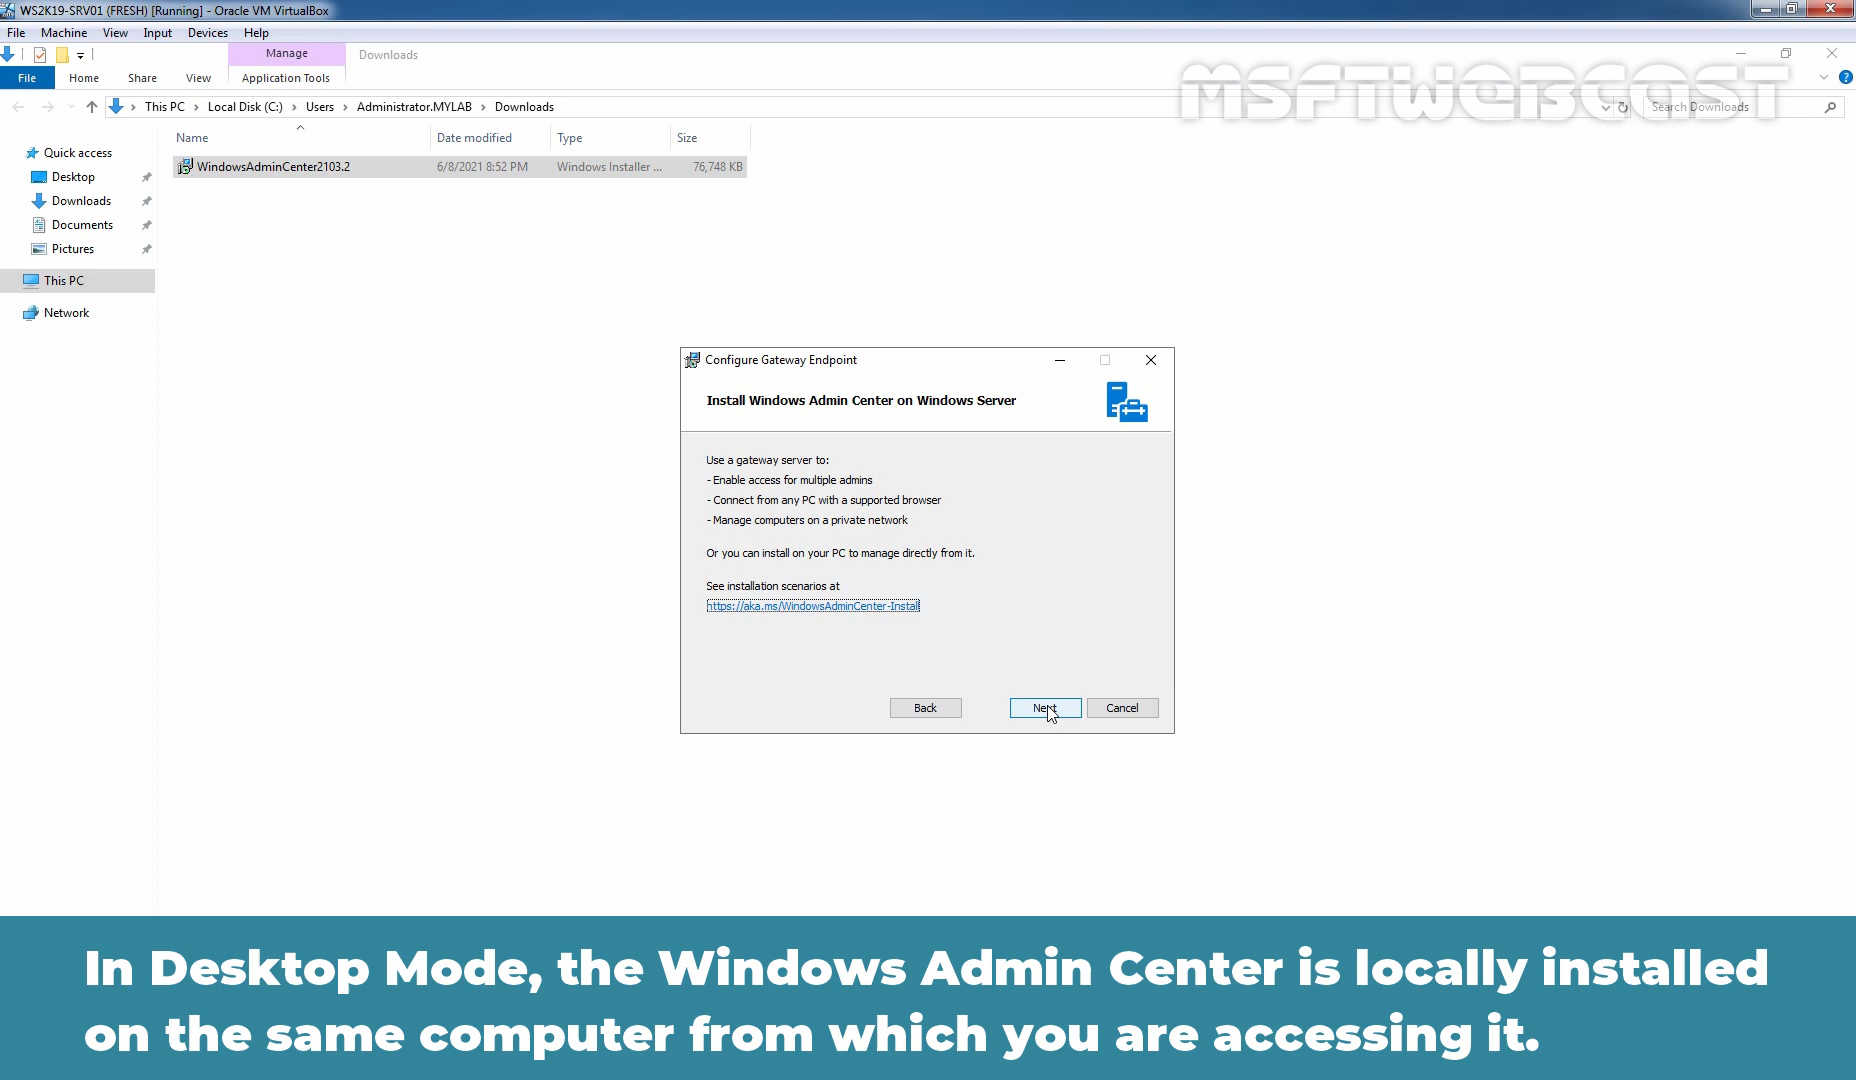 WS2K19-SRV01 (FRESH) [Running] - Oracle VM VirtualBox
File Machine View Input Devices Help
Manage Downloads
File Home Share View Application Tools
MSFTWEBCAST
This PC Local Disk (C:) Users Administrator.MYLAB Downloads Search Downloads
Name Date modified Type Size
WindowsAdminCenter2103.2 6/8/2021 8:52 PM Windows Installer ... 76,748 KB
Quick access
Desktop
Downloads
Documents
Pictures
This PC
Network
Configure Gateway Endpoint
Install Windows Admin Center on Windows Server
Use a gateway server to:
- Enable access for multiple admins
- Connect from any PC with a supported browser
- Manage computers on a private network
Or you can install on your PC to manage directly from it.
See installation scenarios at
https://aka.ms/WindowsAdminCenter-Install
Back Next Cancel
In Desktop Mode, the Windows Admin Center is locally installed
on the same computer from which you are accessing it.